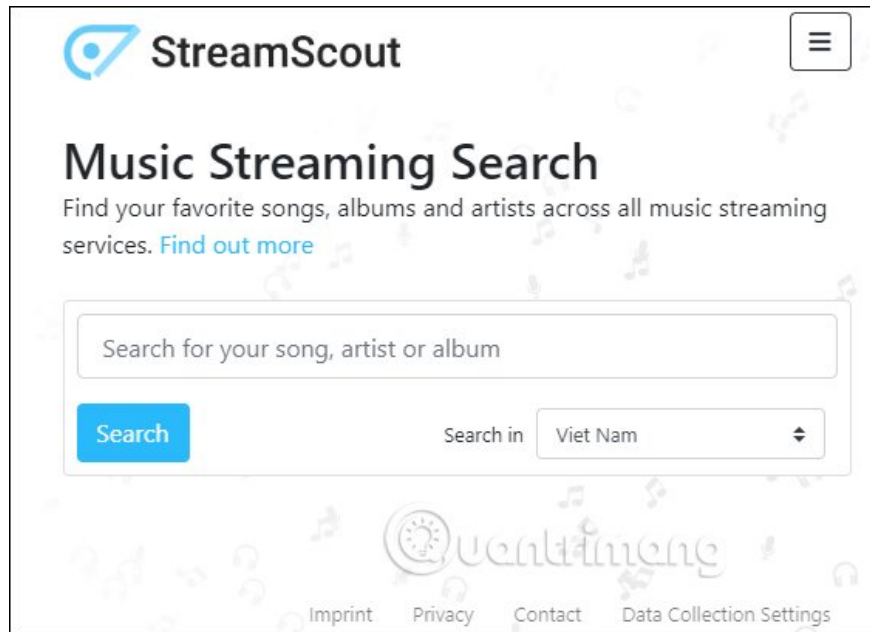 StreamScout
Music Streaming Search
Find your favorite songs, albums and artists across all music streaming
services. Find out more
Search for your song, artist or album
Search
Search in
Viet Nam
Quantrimang
Imprint Privacy Contact Data Collection Settings